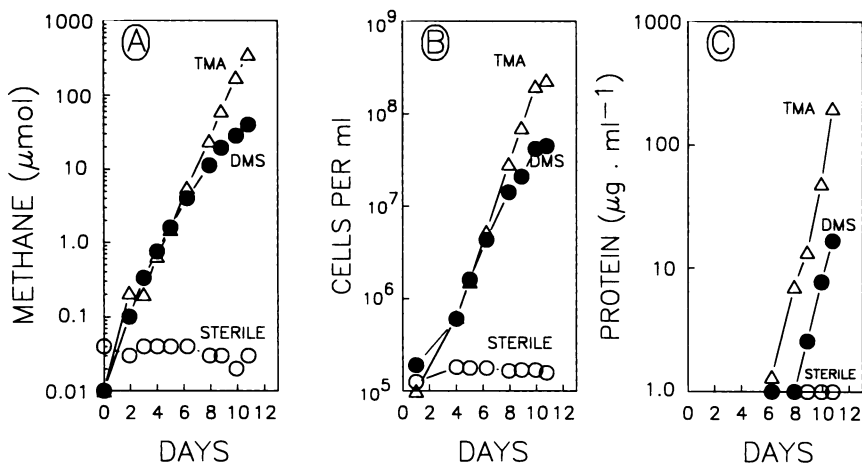 A
METHANE (μmol)
1000
100
10
1.0
0.1
0.01
TMA
DMS
STERILE
0 2 4 6 8 10 12
DAYS
B
CELLS PER ml
10⁹
10⁸
10⁷
10⁶
10⁵
TMA
DMS
STERILE
0 2 4 6 8 10 12
DAYS
C
PROTEIN (μg · ml⁻¹)
1000
100
10
1.0
TMA
DMS
STERILE
0 2 4 6 8 10 12
DAYS